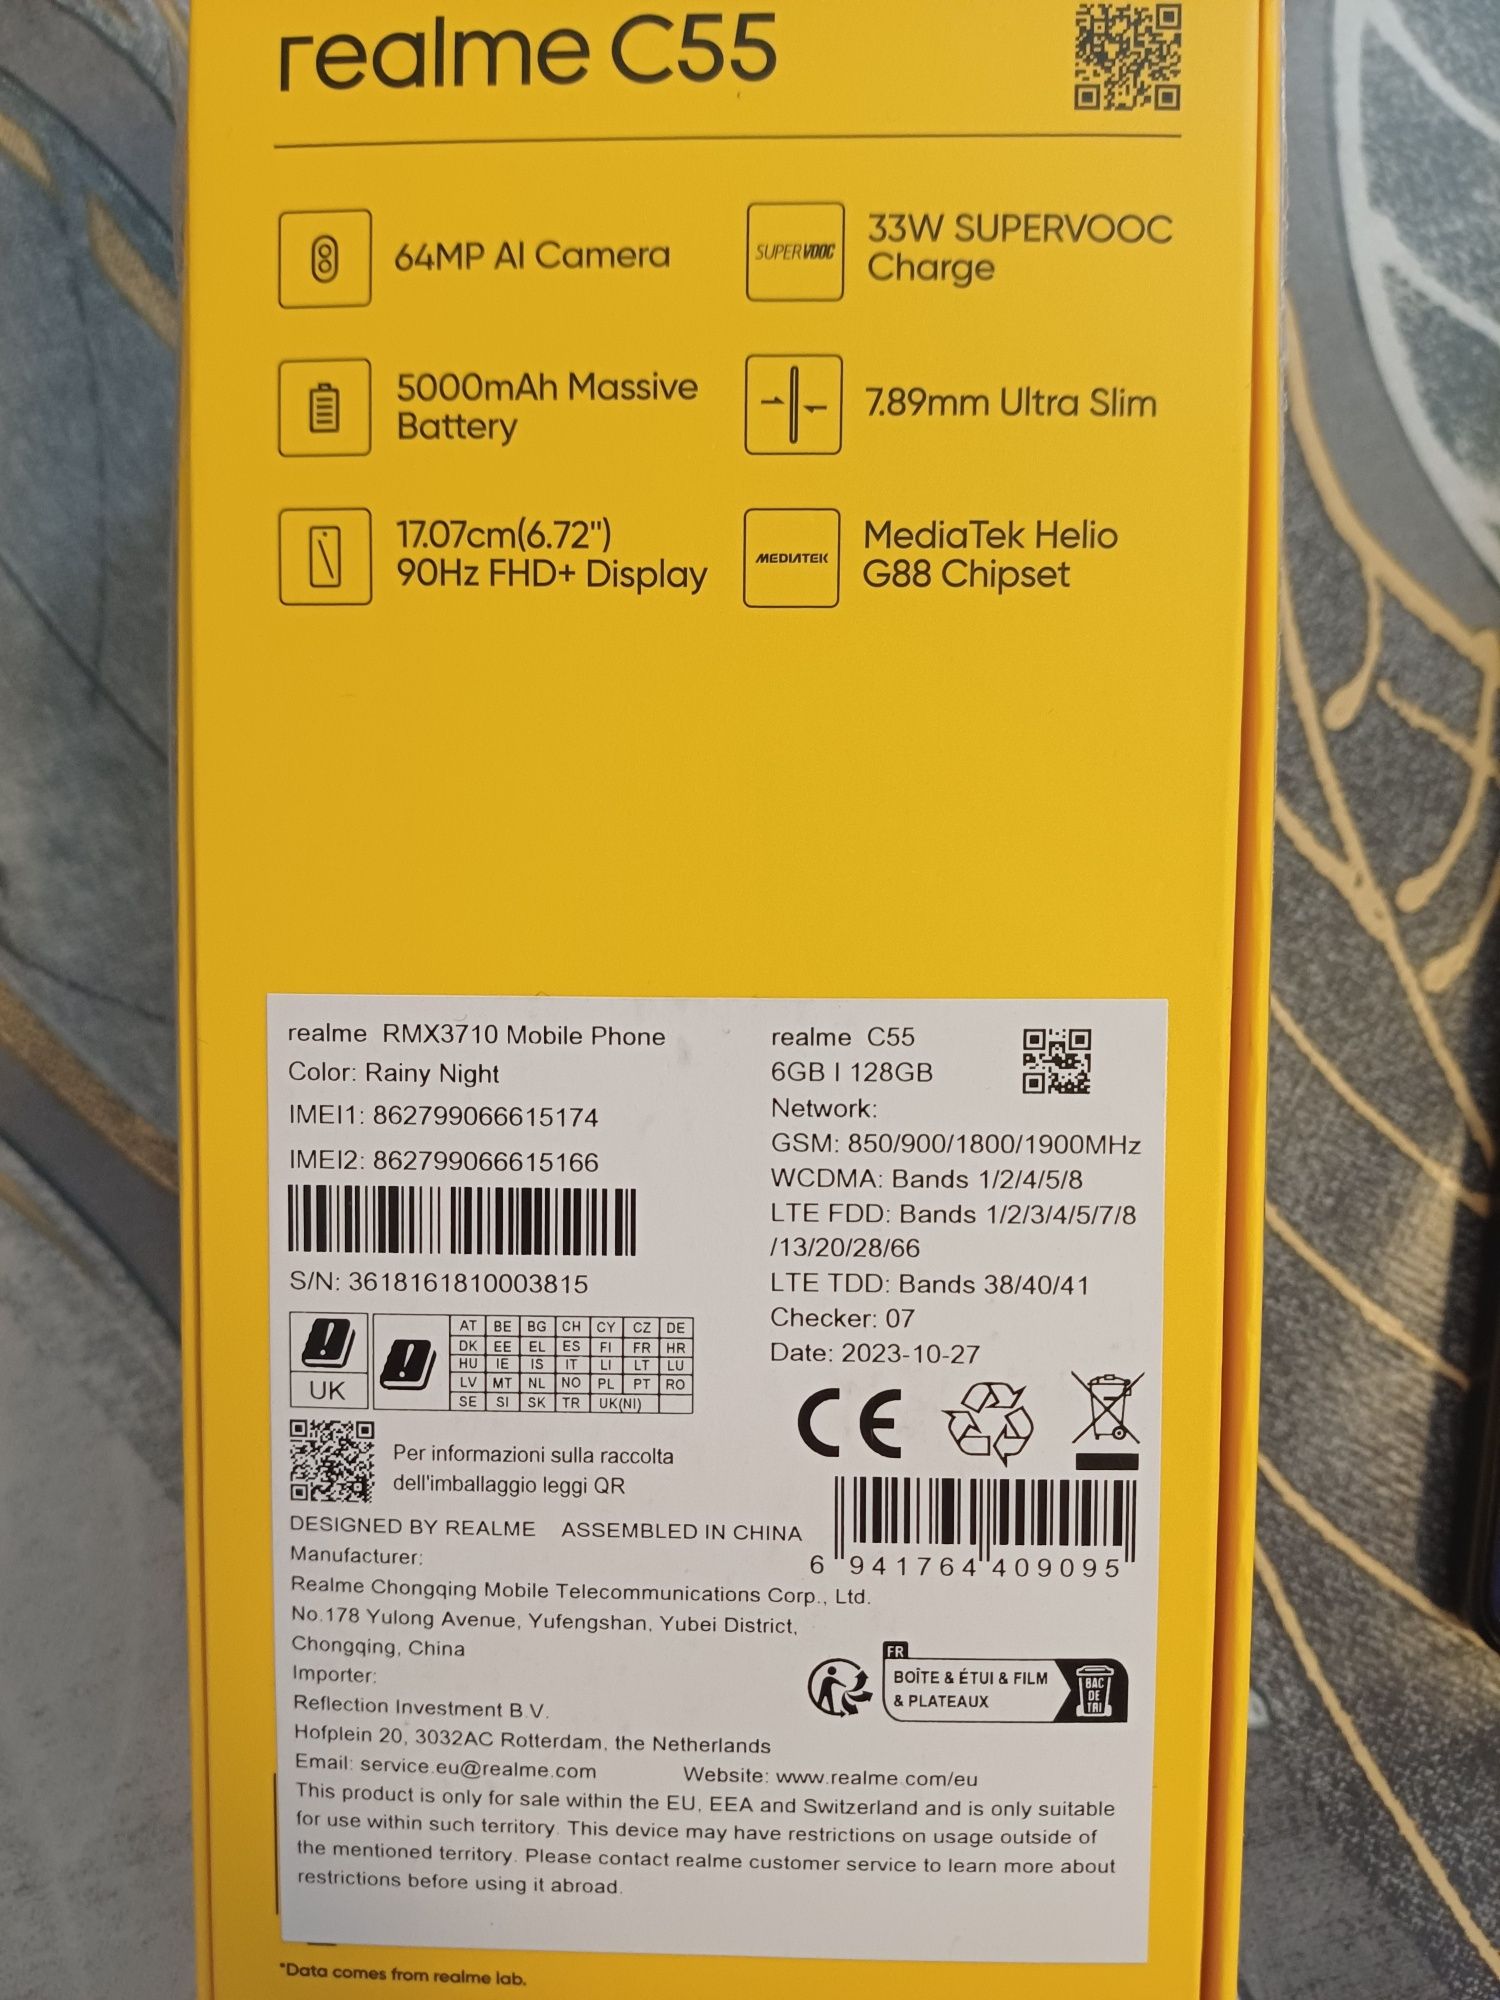 realme C55
64MP AI Camera
SUPERVOOC
33W SUPERVOOC
Charge
5000mAh Massive
Battery
7.89mm Ultra Slim
17.07cm(6.72")
90Hz FHD+ Display
MEDIATEK
MediaTek Helio
G88 Chipset
realme RMX3710 Mobile Phone
Color: Rainy Night
IMEI1: 862799066615174
IMEI2: 862799066615166
S/N: 3618161810003815
realme C55
6GB I 128GB
Network:
GSM: 850/900/1800/1900MHz
WCDMA: Bands 1/2/4/5/8
LTE FDD: Bands 1/2/3/4/5/7/8
/13/20/28/66
LTE TDD: Bands 38/40/41
Checker: 07
Date: 2023-10-27
UK
AT BE BG CH CY CZ DE
DK EE EL ES FI FR HR
HU IE IS IT LI LT LU
LV MT NL NO PL PT RO
SE SI SK TR UK(NI)
CE
Per informazioni sulla raccolta
dell'imballaggio leggi QR
6 941764 409095
DESIGNED BY REALME ASSEMBLED IN CHINA
Manufacturer:
Realme Chongqing Mobile Telecommunications Corp., Ltd.
No.178 Yulong Avenue, Yufengshan, Yubei District,
Chongqing, China
Importer:
Reflection Investment B.V.
Hofplein 20, 3032AC Rotterdam, the Netherlands
FR
BOÎTE & ÉTUI & FILM
& PLATEAUX
BAC
DE
TRI
Email: service.eu@realme.com Website: www.realme.com/eu
This product is only for sale within the EU, EEA and Switzerland and is only suitable
for use within such territory. This device may have restrictions on usage outside of
the mentioned territory. Please contact realme customer service to learn more about
restrictions before using it abroad.
*Data comes from realme lab.